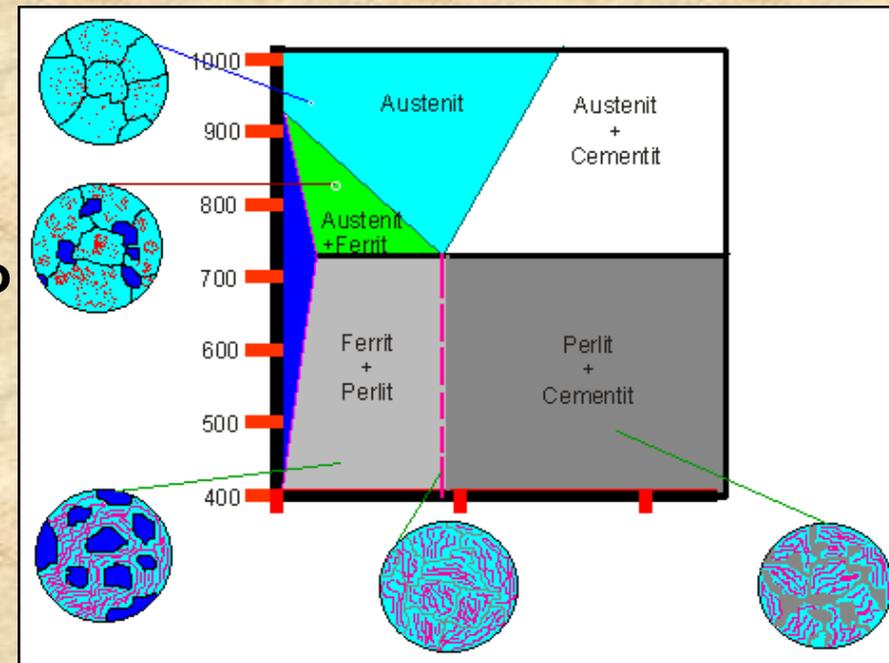 1000
Austenit
Austenit
+
Cementit
900
800
Austenit
+Ferrit
700
600
Ferrit
+
Perlit
Perlit
+
Cementit
500
400